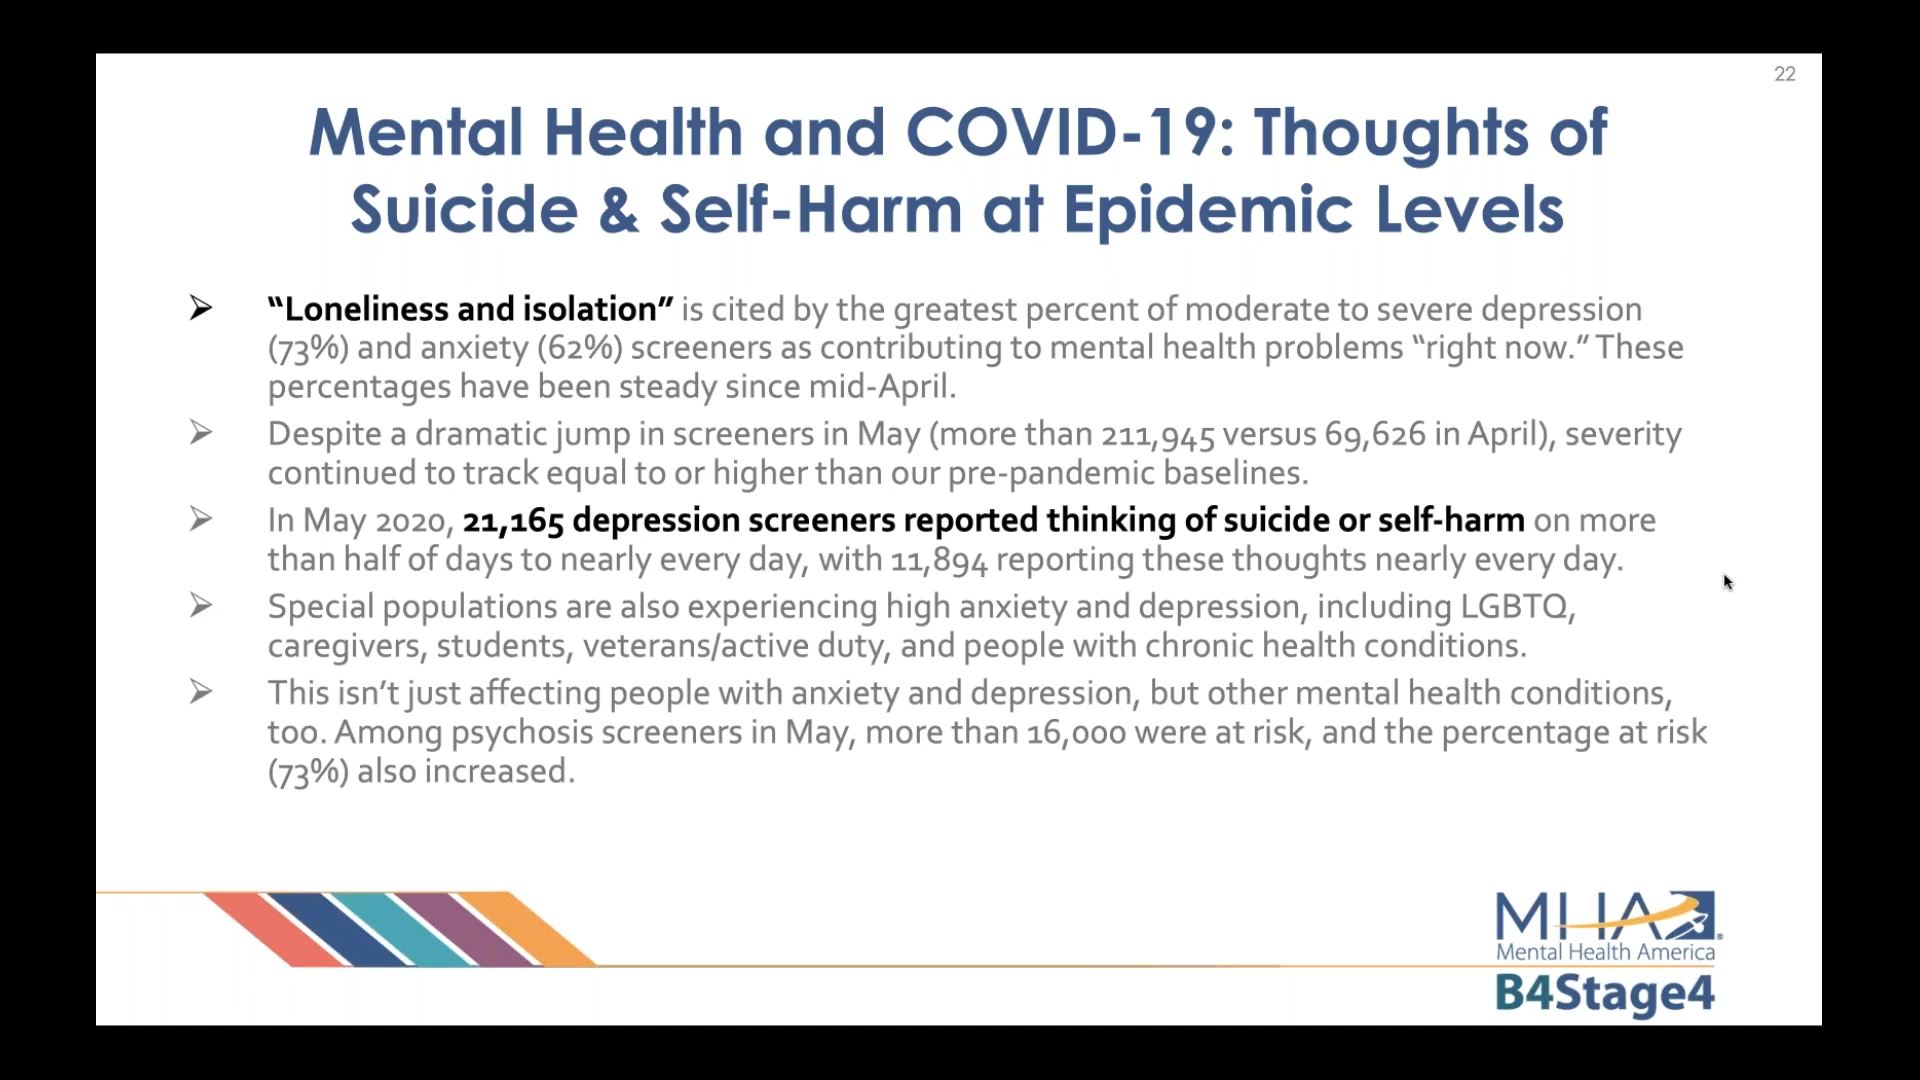 22
Mental Health and COVID-19: Thoughts of
Suicide & Self-Harm at Epidemic Levels
➢ “Loneliness and isolation” is cited by the greatest percent of moderate to severe depression
(73%) and anxiety (62%) screeners as contributing to mental health problems “right now.” These
percentages have been steady since mid-April.
➢ Despite a dramatic jump in screeners in May (more than 211,945 versus 69,626 in April), severity
continued to track equal to or higher than our pre-pandemic baselines.
➢ In May 2020, 21,165 depression screeners reported thinking of suicide or self-harm on more
than half of days to nearly every day, with 11,894 reporting these thoughts nearly every day.
➢ Special populations are also experiencing high anxiety and depression, including LGBTQ,
caregivers, students, veterans/active duty, and people with chronic health conditions.
➢ This isn’t just affecting people with anxiety and depression, but other mental health conditions,
too. Among psychosis screeners in May, more than 16,000 were at risk, and the percentage at risk
(73%) also increased.
MHA®
Mental Health America
B4Stage4